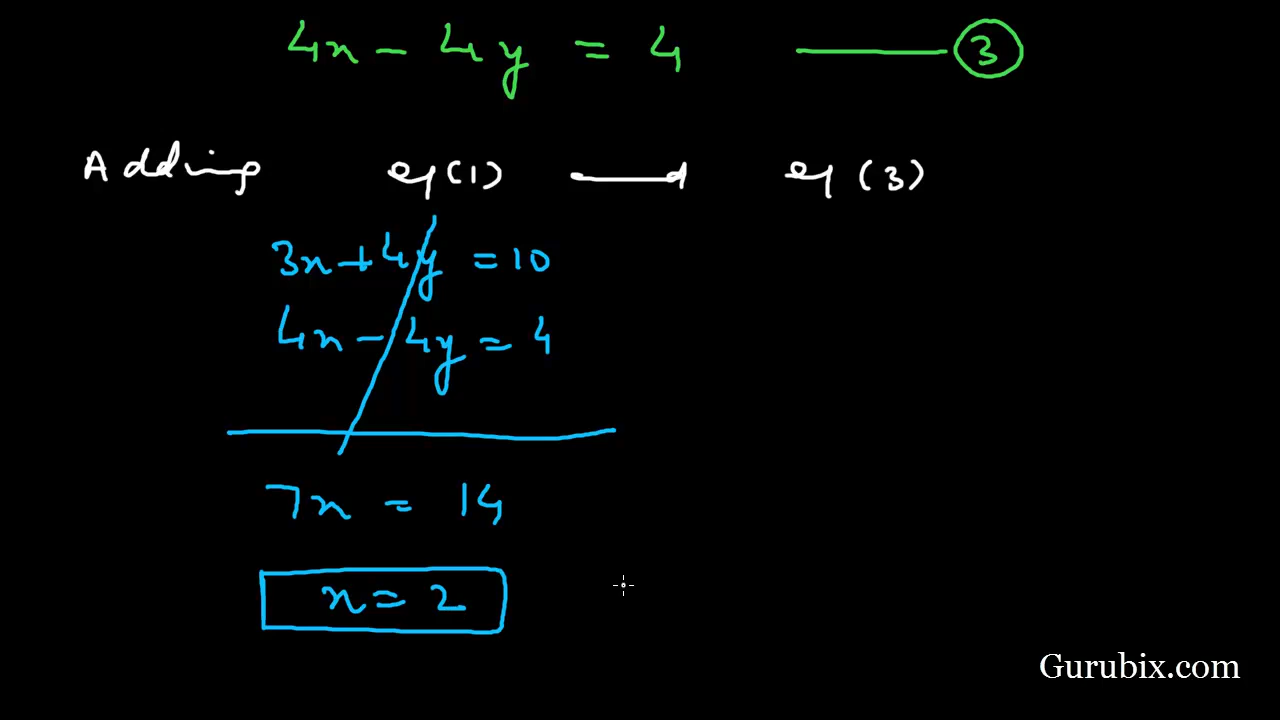 4x - 4y = 4 ③
Adding eq(1) and eq(3)
3x + 4y = 10
4x - 4y = 4
7x = 14
x = 2
Gurubix.com